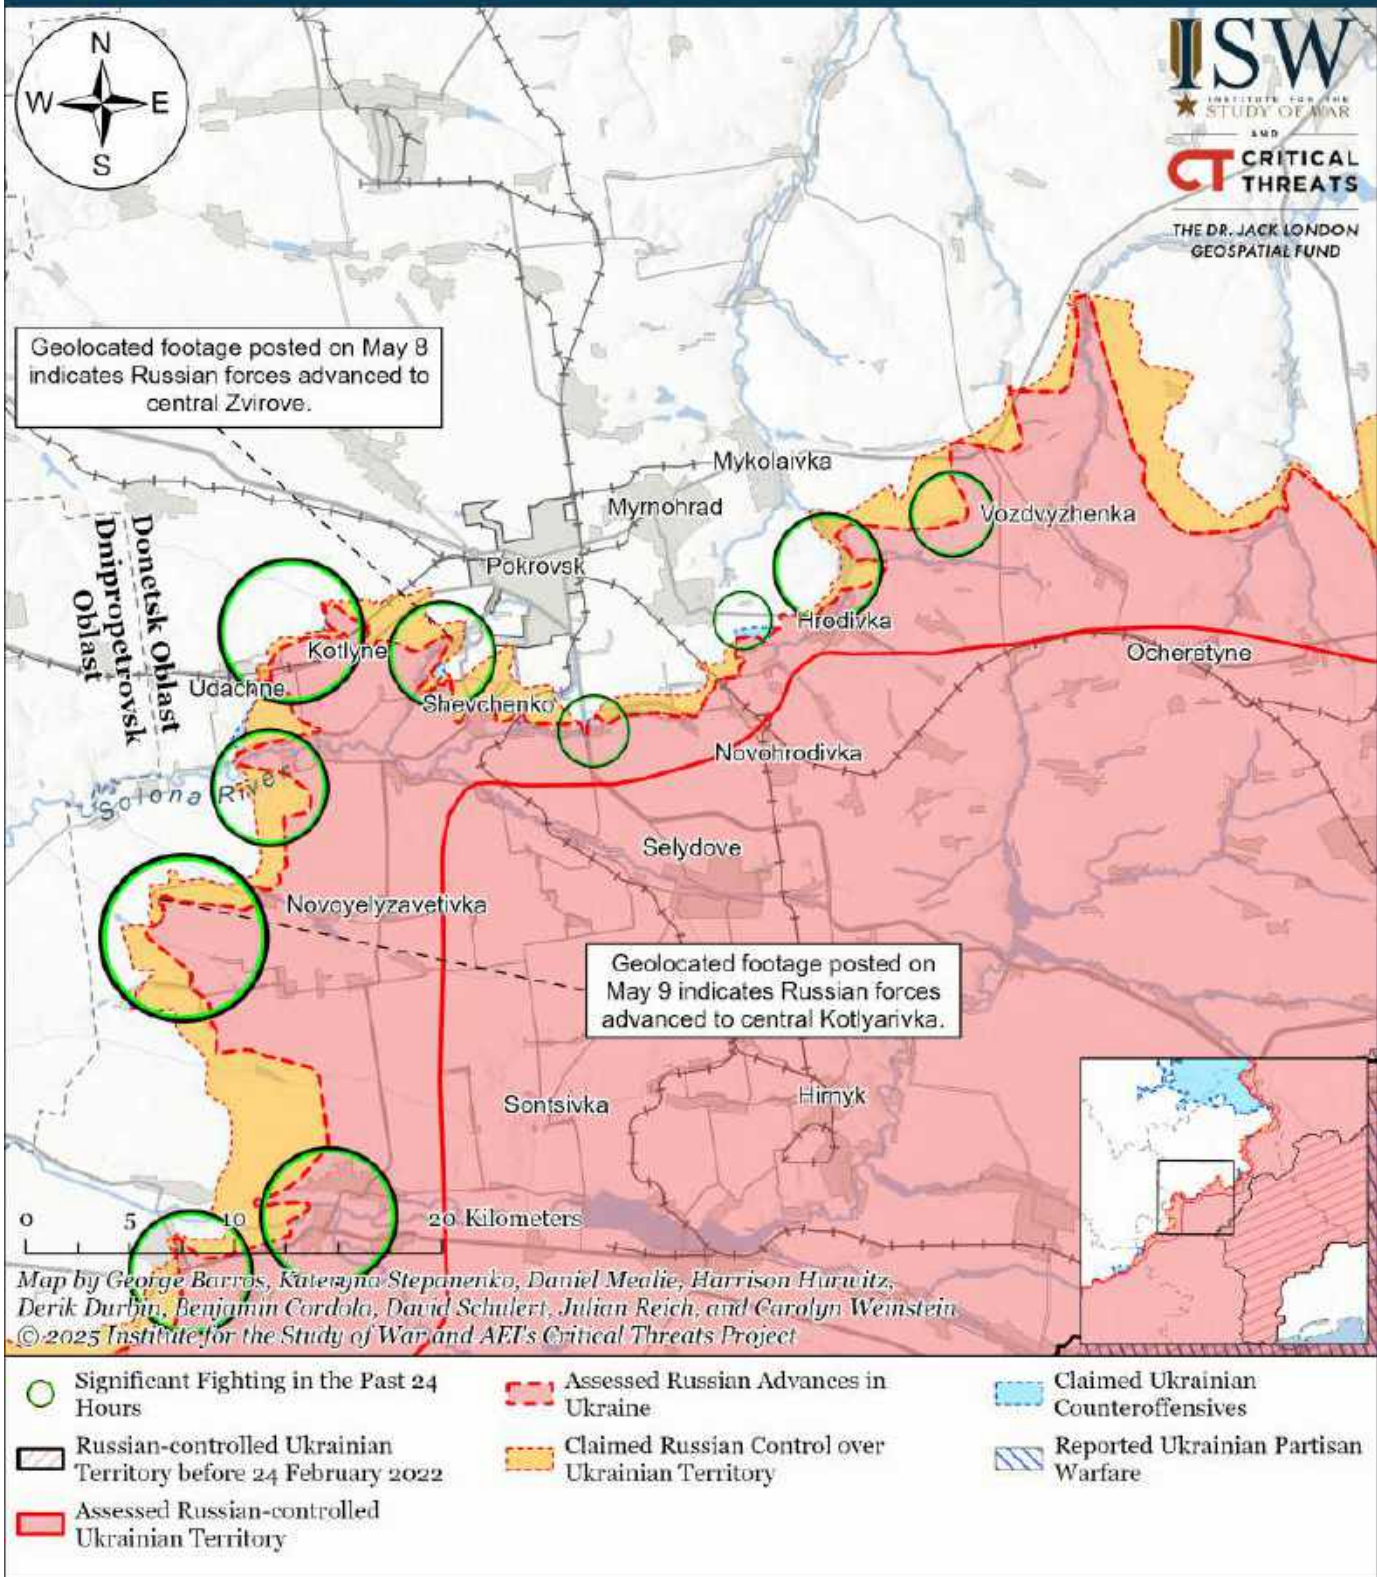 N
W E
S
ISW
INSTITUTE FOR THE
STUDY OF WAR
AND
CT CRITICAL
THREATS
THE DR. JACK LONDON
GEOSPATIAL FUND
Geolocated footage posted on May 8
indicates Russian forces advanced to
central Zvirove.
Mykolaivka
Myrnohrad
Vozdvyzhenka
Pokrovsk
Donetsk Oblast
Dnipropetrovsk
Oblast
Hrodivka
Kotlyne
Ocheretyne
Udachne
Shevchenko
Novohrodivka
Solona River
Selydove
Novoyelyzavetivka
Geolocated footage posted on
May 9 indicates Russian forces
advanced to central Kotlyarivka.
Sontsivka
Hirnyk
0 5 10 20 Kilometers
Map by George Barros, Kateryna Stepanenko, Daniel Mealie, Harrison Hurwitz,
Derik Durbin, Benjamin Cordola, David Schulert, Julian Reich, and Carolyn Weinstein
© 2025 Institute for the Study of War and AEI's Critical Threats Project
Significant Fighting in the Past 24
Hours
Russian-controlled Ukrainian
Territory before 24 February 2022
Assessed Russian-controlled
Ukrainian Territory
Assessed Russian Advances in
Ukraine
Claimed Russian Control over
Ukrainian Territory
Claimed Ukrainian
Counteroffensives
Reported Ukrainian Partisan
Warfare